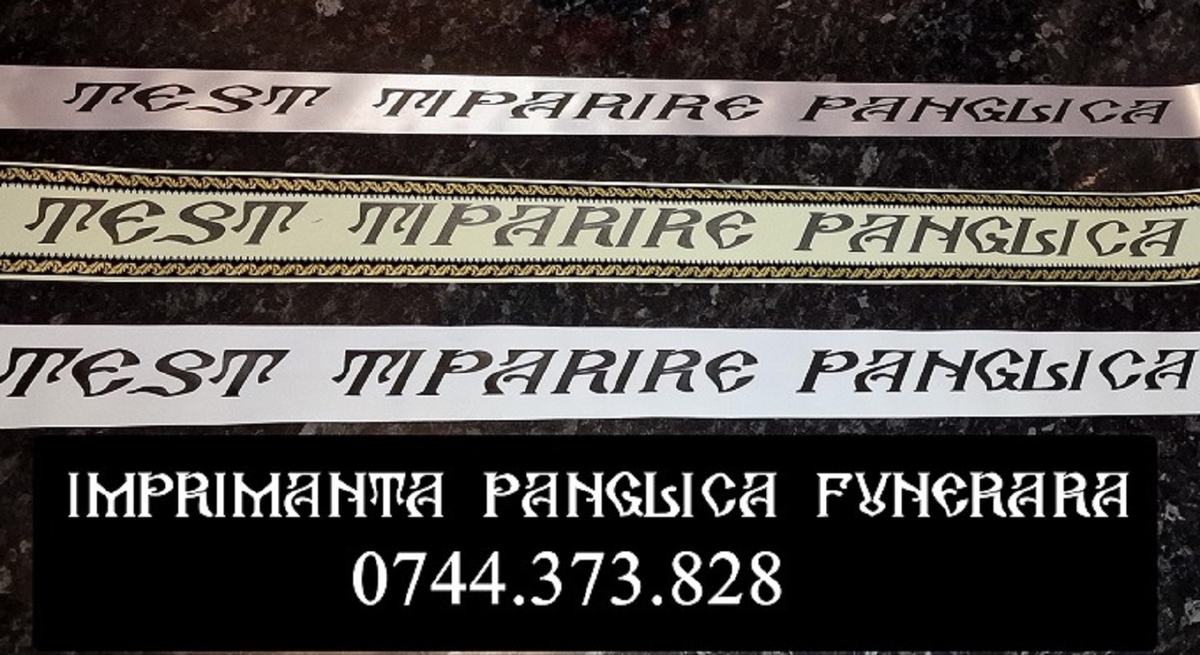 TEST TIPARIRE PANGLICA
TEST TIPARIRE PANGLICA
TEST TIPARIRE PANGLICA
IMPRIMANTA PANGLICA FUNERARA
0744.373.828